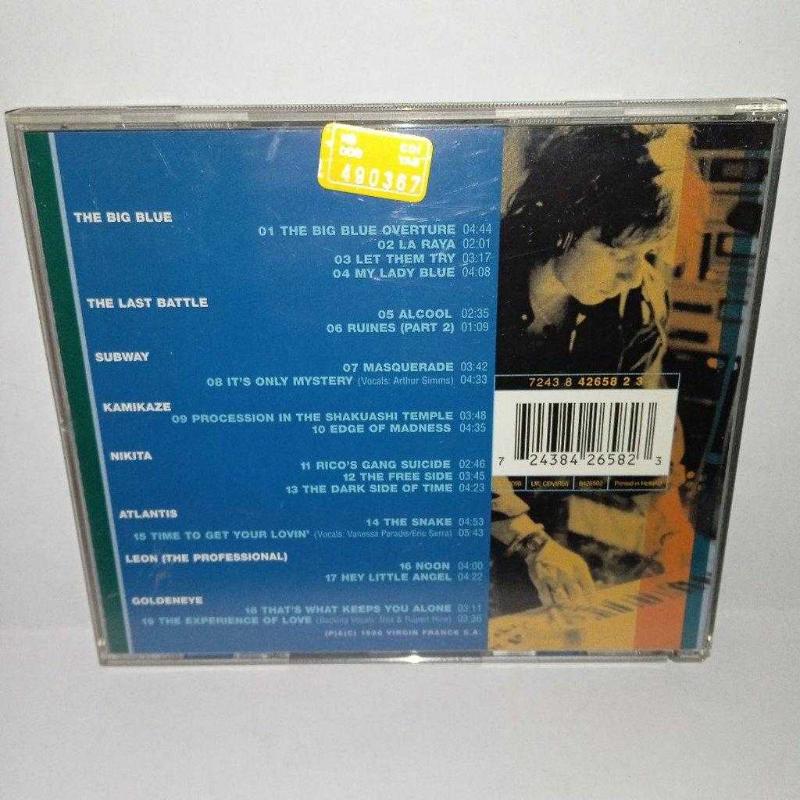 490367
THE BIG BLUE
01 THE BIG BLUE OVERTURE 04:44
02 LA RAYA 02:01
03 LET THEM TRY 03:17
04 MY LADY BLUE 04:08
THE LAST BATTLE
05 ALCOOL 02:35
06 RUINES (PART 2) 01:09
SUBWAY
07 MASQUERADE 03:42
08 IT'S ONLY MYSTERY (Vocals: Arthur Simms) 04:33
KAMIKAZE
09 PROCESSION IN THE SHAKUASHI TEMPLE 03:48
10 EDGE OF MADNESS 04:35
NIKITA
11 RICO'S GANG SUICIDE 02:46
12 THE FREE SIDE 03:45
13 THE DARK SIDE OF TIME 04:23
ATLANTIS
14 THE SNAKE 04:53
15 TIME TO GET YOUR LOVIN' (Vocals: Vanessa Paradis/Eric Serra) 05:43
LEON (THE PROFESSIONAL)
16 NOON 04:00
17 HEY LITTLE ANGEL 04:22
GOLDENEYE
18 THAT'S WHAT KEEPS YOU ALONE 03:11
19 THE EXPERIENCE OF LOVE (Backing Vocals: & Rupert Hine)
(P)&(C) VIRGIN FRANCE S.A.
7243 8 42658 2 3
7 24384 26582 3
Printed in